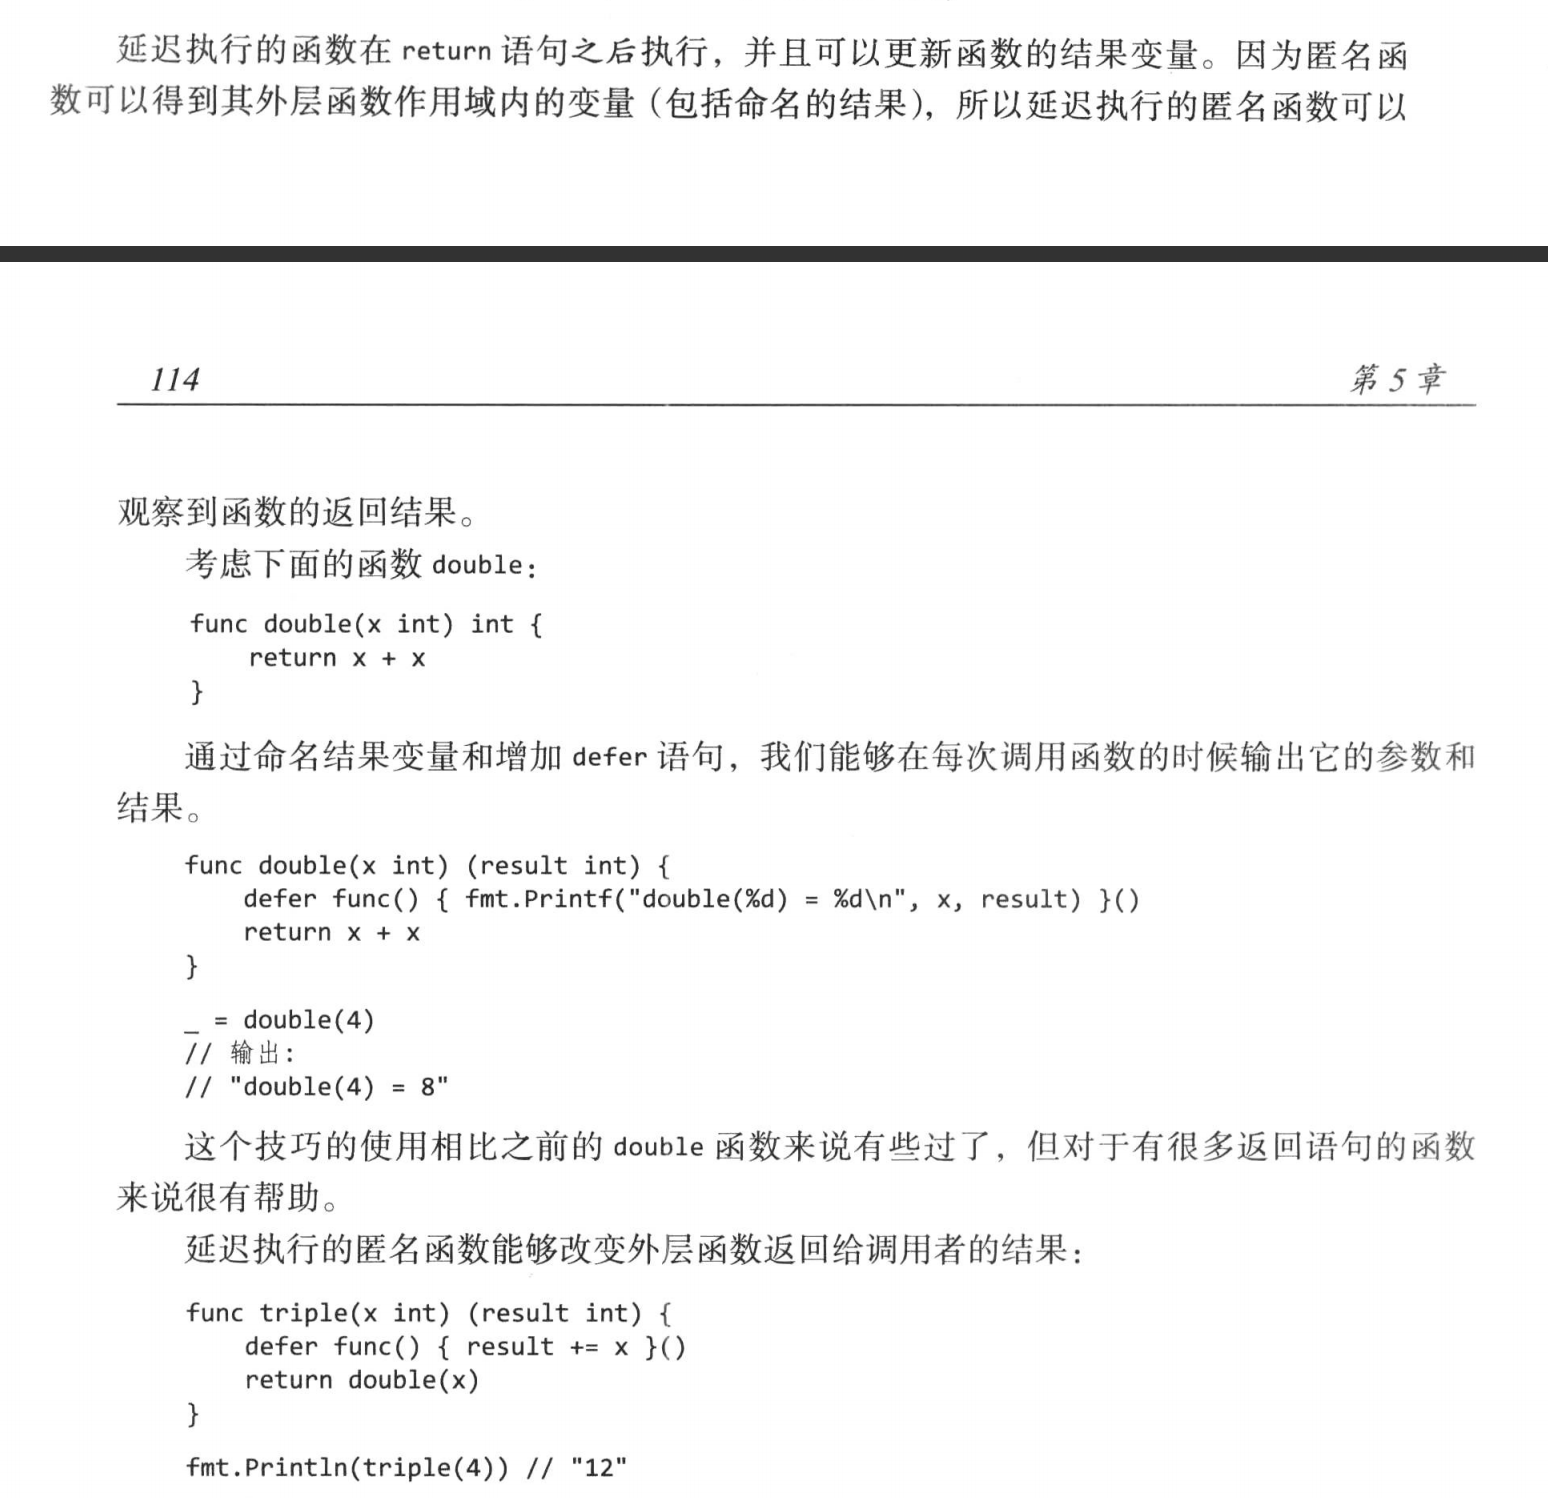 延迟执行的函数在 return 语句之后执行，并且可以更新函数的结果变量。因为匿名函
数可以得到其外层函数作用域内的变量（包括命名的结果），所以延迟执行的匿名函数可以
114 第 5 章
观察到函数的返回结果。
考虑下面的函数 double：
func double(x int) int {
    return x + x
}
通过命名结果变量和增加 defer 语句，我们能够在每次调用函数的时候输出它的参数和
结果。
func double(x int) (result int) {
    defer func() { fmt.Printf("double(%d) = %d\n", x, result) }()
    return x + x
}
_ = double(4)
// 输出：
// "double(4) = 8"
这个技巧的使用相比之前的 double 函数来说有些过了，但对于有很多返回语句的函数
来说很有帮助。
延迟执行的匿名函数能够改变外层函数返回给调用者的结果：
func triple(x int) (result int) {
    defer func() { result += x }()
    return double(x)
}
fmt.Println(triple(4)) // "12"